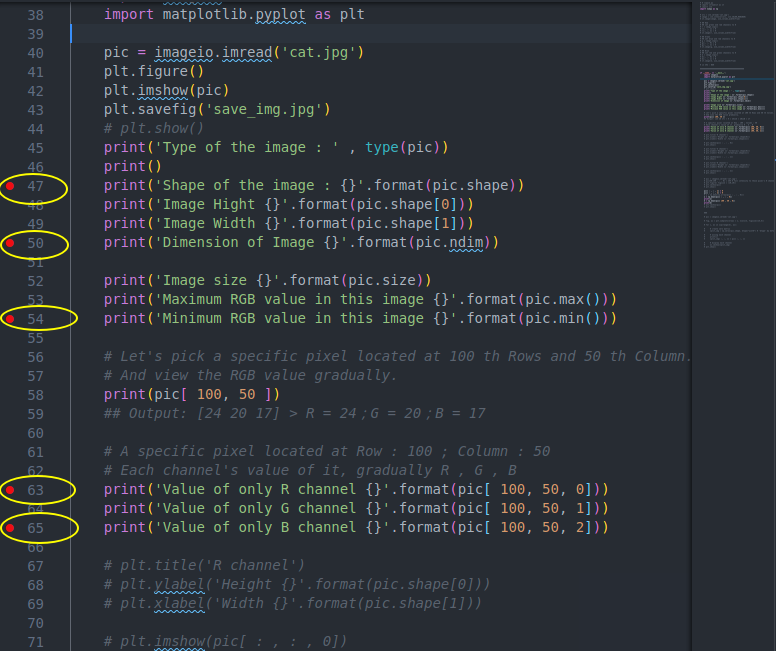 38 import matplotlib.pyplot as plt
39
40 pic = imageio.imread('cat.jpg')
41 plt.figure()
42 plt.imshow(pic)
43 plt.savefig('save_img.jpg')
44 # plt.show()
45 print('Type of the image : ' , type(pic))
46 print()
47 print('Shape of the image : {}'.format(pic.shape))
48 print('Image Hight {}'.format(pic.shape[0]))
49 print('Image Width {}'.format(pic.shape[1]))
50 print('Dimension of Image {}'.format(pic.ndim))
51
52 print('Image size {}'.format(pic.size))
53 print('Maximum RGB value in this image {}'.format(pic.max()))
54 print('Minimum RGB value in this image {}'.format(pic.min()))
55
56 # Let's pick a specific pixel located at 100 th Rows and 50 th Column.
57 # And view the RGB value gradually.
58 print(pic[ 100, 50 ])
59 ## Output: [24 20 17] > R = 24 ; G = 20 ; B = 17
60
61 # A specific pixel located at Row : 100 ; Column : 50
62 # Each channel's value of it, gradually R , G , B
63 print('Value of only R channel {}'.format(pic[ 100, 50, 0]))
64 print('Value of only G channel {}'.format(pic[ 100, 50, 1]))
65 print('Value of only B channel {}'.format(pic[ 100, 50, 2]))
66
67 # plt.title('R channel')
68 # plt.ylabel('Height {}'.format(pic.shape[0]))
69 # plt.xlabel('Width {}'.format(pic.shape[1]))
70
71 # plt.imshow(pic[ : , : , 0])